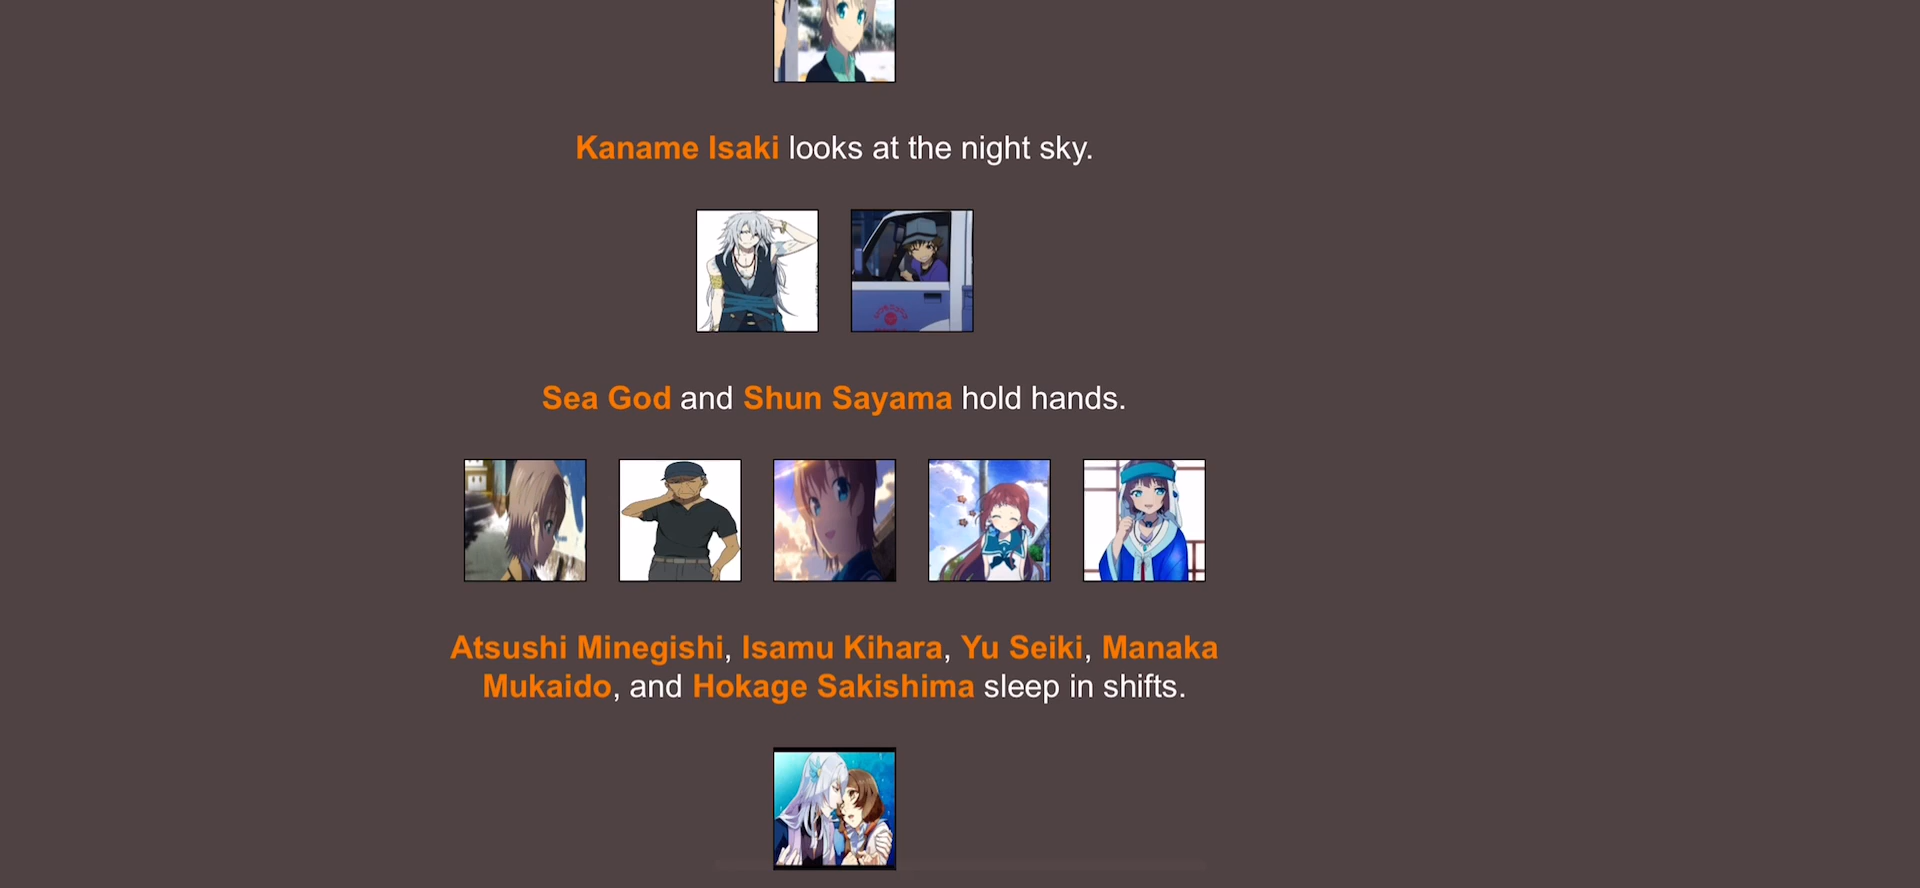 Kaname Isaki looks at the night sky.
Sea God and Shun Sayama hold hands.
Atsushi Minegishi, Isamu Kihara, Yu Seiki, Manaka
Mukaido, and Hokage Sakishima sleep in shifts.